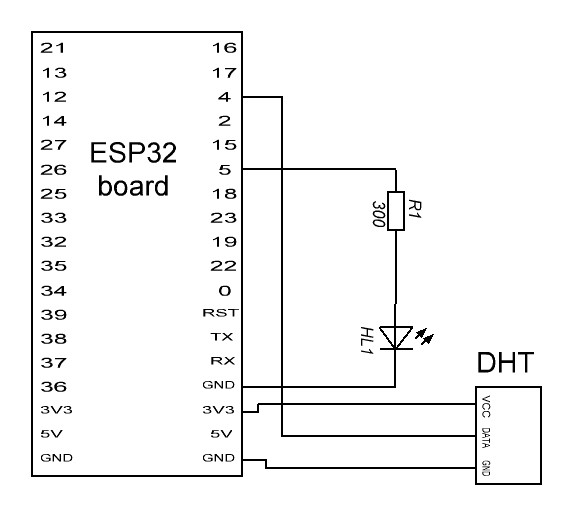 21 16
13 17
12 4
14 2
27 15
ESP32
board
26 5
25 18
33 23
32 19
35 22
34 0
39 RST
38 TX
37 RX
36 GND
3V3 3V3
5V 5V
GND GND
R1
300
HL1
DHT
VCC
DATA
GND